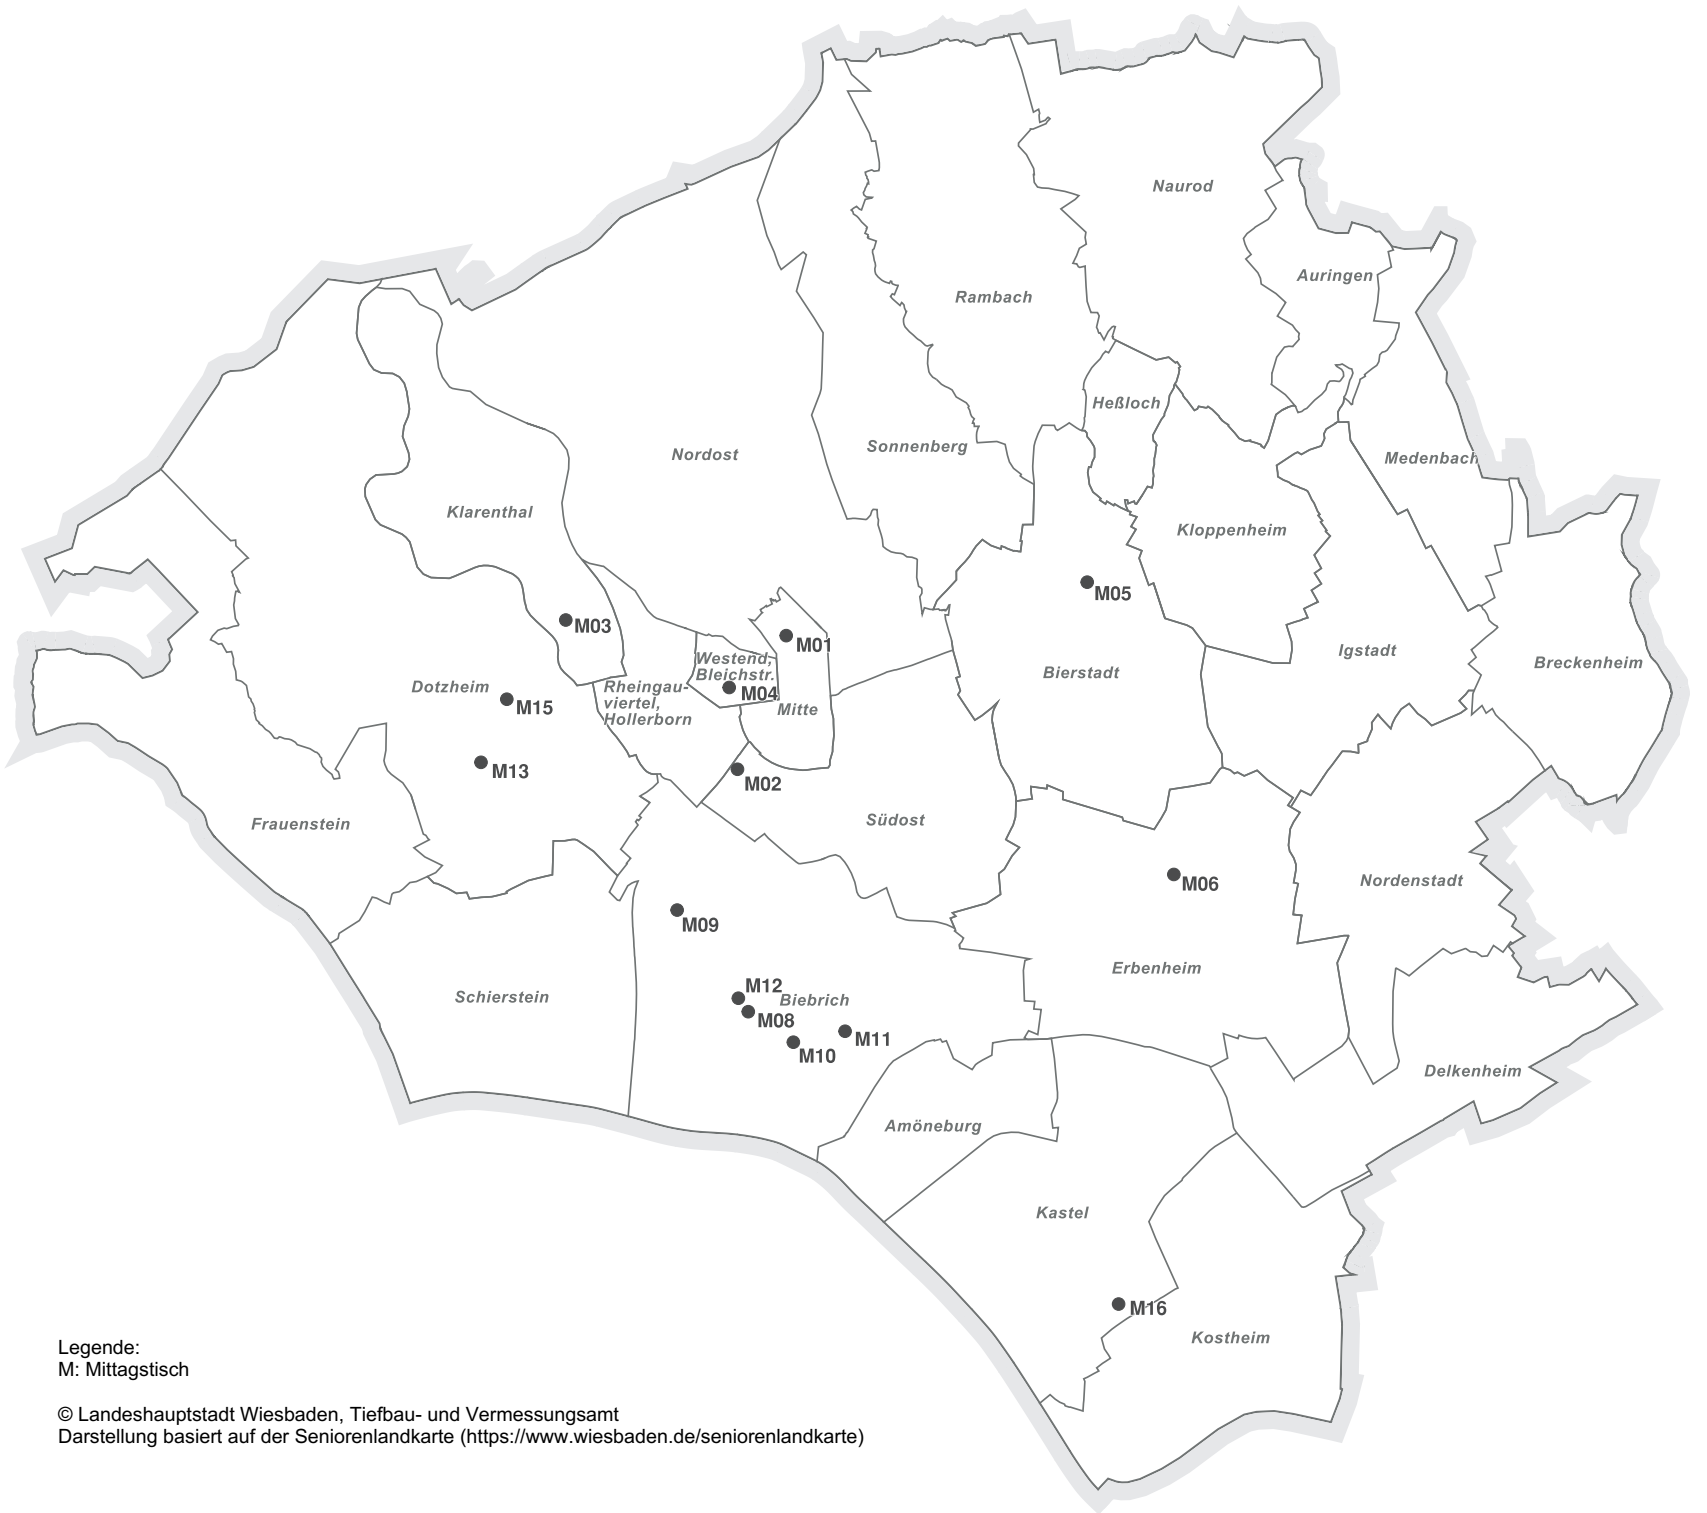 Naurod
Auringen
Rambach
Heßloch
Sonnenberg
Nordost
Medenbach
Klarenthal
Kloppenheim
M05
M03
M01
Igstadt
Westend,
Bleichstr.
Breckenheim
Bierstadt
Dotzheim
Rheingau-
viertel,
Hollerborn
M04
M15
Mitte
M13
M02
Südost
Frauenstein
M06
Nordenstadt
M09
Erbenheim
Schierstein
M12
Biebrich
M08
M11
M10
Delkenheim
Amöneburg
Kastel
M16
Kostheim
Legende:
M: Mittagstisch
© Landeshauptstadt Wiesbaden, Tiefbau- und Vermessungsamt
Darstellung basiert auf der Seniorenlandkarte (https://www.wiesbaden.de/seniorenlandkarte)